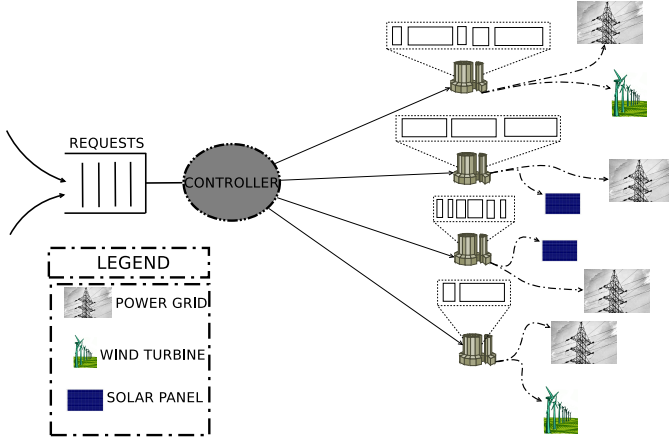 REQUESTS
CONTROLLER
LEGEND
POWER GRID
WIND TURBINE
SOLAR PANEL